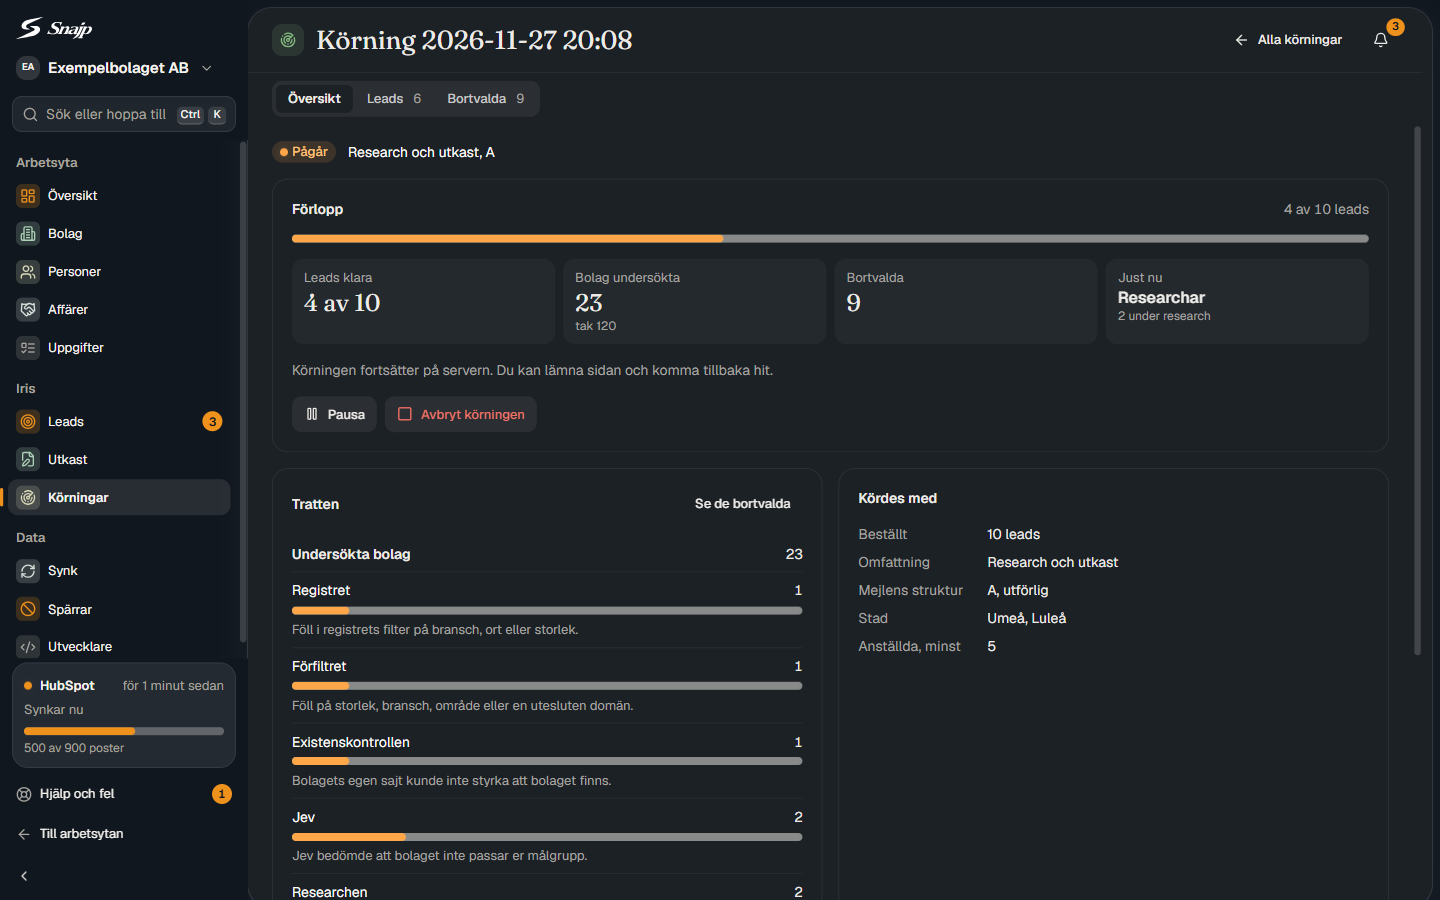 Snajp
EA Exempelbolaget AB
Sök eller hoppa till Ctrl K
Arbetsyta
Översikt
Bolag
Personer
Affärer
Uppgifter
Iris
Leads 3
Utkast
Körningar
Data
Synk
Spärrar
Utvecklare
HubSpot för 1 minut sedan
Synkar nu
500 av 900 poster
Hjälp och fel 1
Till arbetsytan
Körning 2026-11-27 20:08
Alla körningar
3
Översikt Leads 6 Bortvalda 9
Pågår Research och utkast, A
Förlopp 4 av 10 leads
Leads klara
4 av 10
Bolag undersökta
23
tak 120
Bortvalda
9
Just nu
Researchar
2 under research
Körningen fortsätter på servern. Du kan lämna sidan och komma tillbaka hit.
Pausa
Avbryt körningen
Tratten Se de bortvalda
Undersökta bolag 23
Registret 1
Föll i registrets filter på bransch, ort eller storlek.
Förfiltret 1
Föll på storlek, bransch, område eller en utesluten domän.
Existenskontrollen 1
Bolagets egen sajt kunde inte styrka att bolaget finns.
Jev 2
Jev bedömde att bolaget inte passar er målgrupp.
Researchen 2
Kördes med
Beställt 10 leads
Omfattning Research och utkast
Mejlens struktur A, utförlig
Stad Umeå, Luleå
Anställda, minst 5